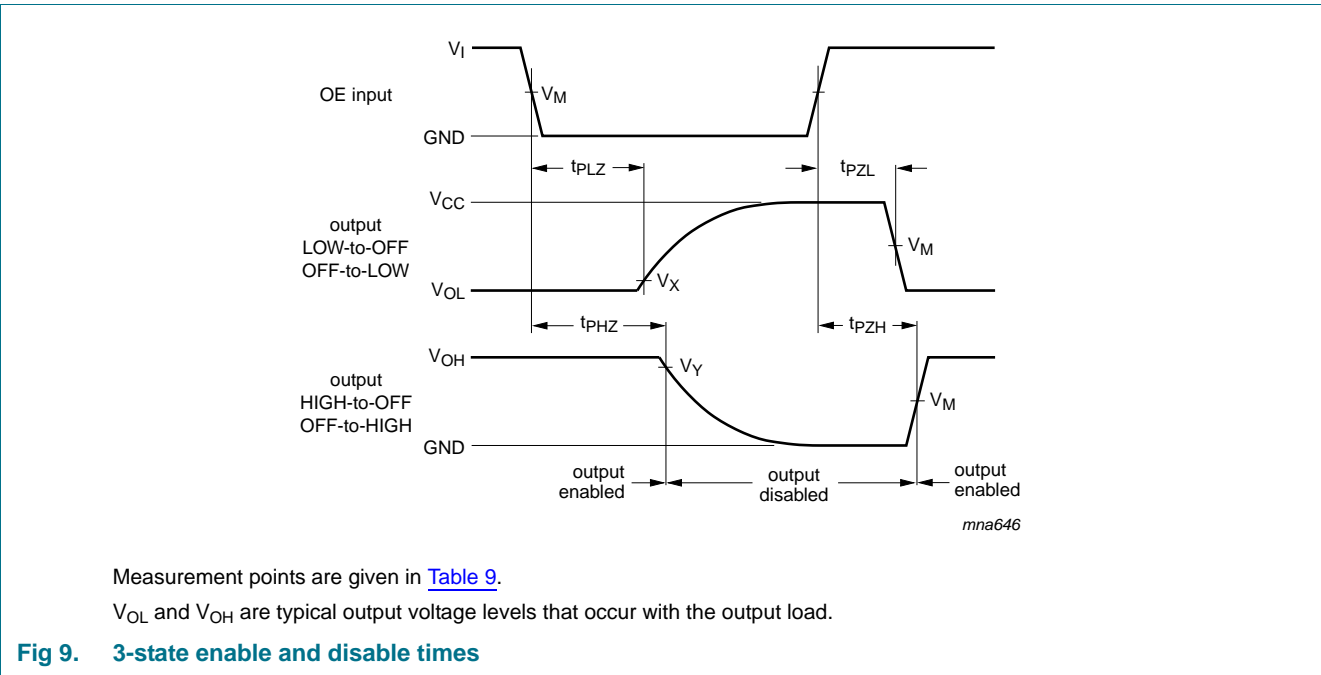 V_I
OE input
V_M
GND
t_PLZ
t_PZL
V_CC
output
LOW-to-OFF
OFF-to-LOW
V_M
V_X
V_OL
t_PHZ
t_PZH
V_OH
V_Y
output
HIGH-to-OFF
OFF-to-HIGH
V_M
GND
output
enabled
output
disabled
output
enabled
mna646
Measurement points are given in Table 9.
V_OL and V_OH are typical output voltage levels that occur with the output load.
Fig 9. 3-state enable and disable times